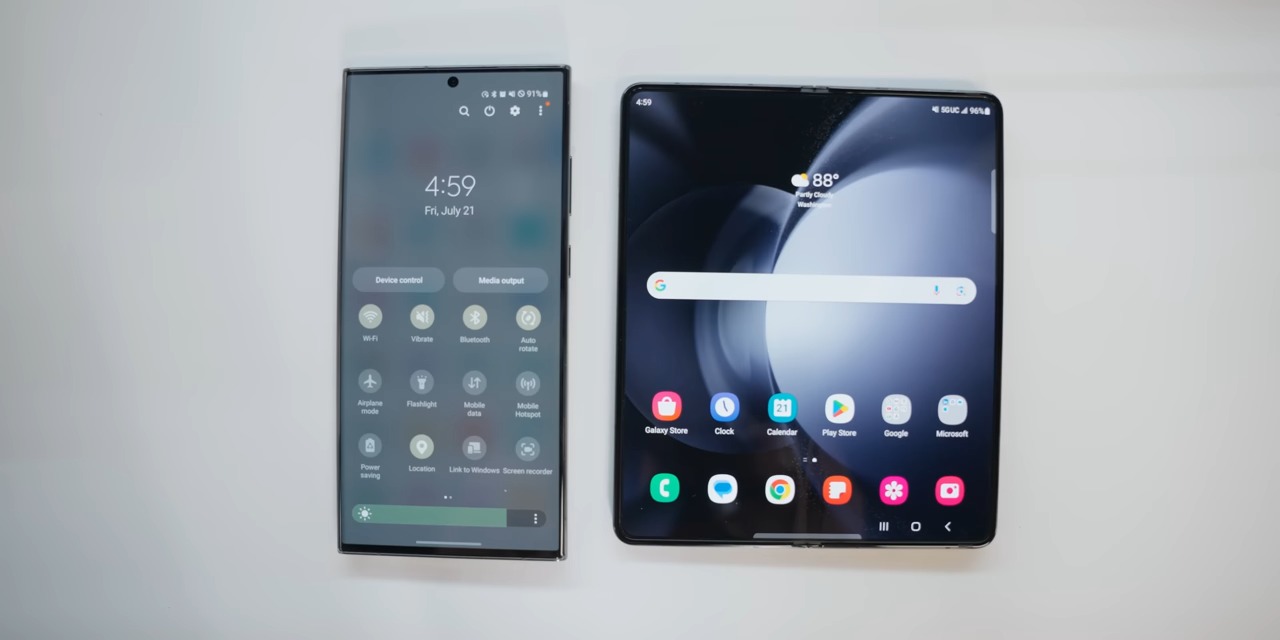 91%
4:59
Fri, July 21
Device control
Media output
Wi-Fi
Vibrate
Bluetooth
Auto
rotate
Airplane
mode
Flashlight
Mobile
data
Mobile
Hotspot
Power
saving
Location
Link to Windows
Screen recorder
4:59
5GUC 96%
88°
Partly Cloudy
Washington
G
Galaxy Store
Clock
21
Calendar
Play Store
Google
Microsoft